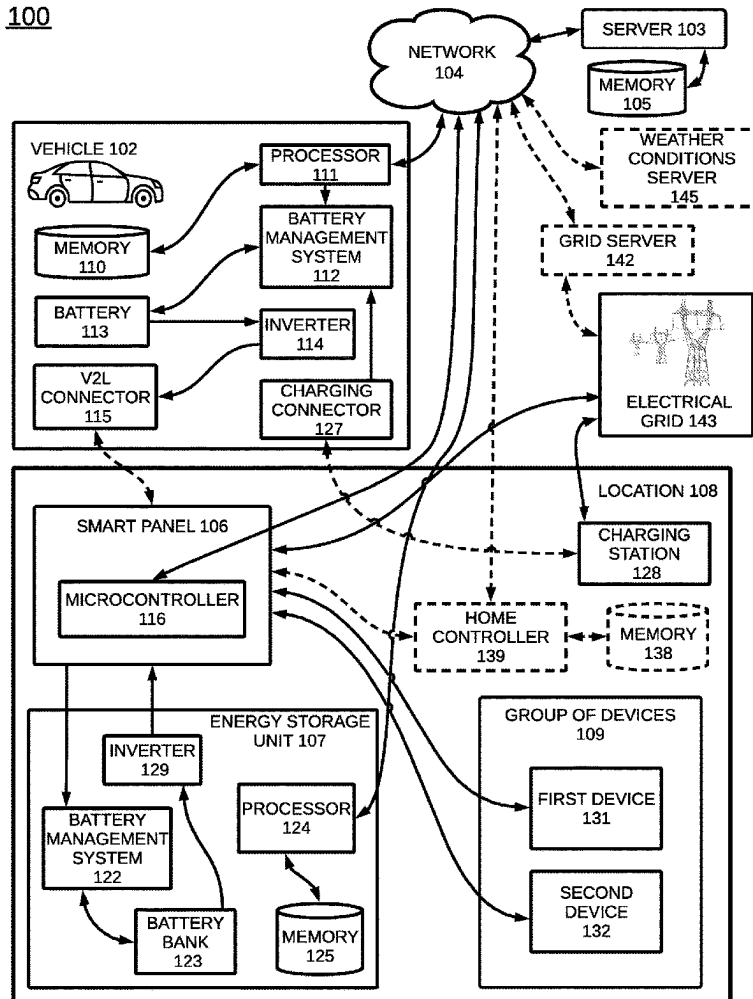 100
NETWORK
104
SERVER 103
MEMORY
105
WEATHER
CONDITIONS
SERVER
145
GRID SERVER
142
ELECTRICAL
GRID 143
VEHICLE 102
PROCESSOR
111
MEMORY
110
BATTERY
MANAGEMENT
SYSTEM
112
BATTERY
113
INVERTER
114
V2L
CONNECTOR
115
CHARGING
CONNECTOR
127
LOCATION 108
SMART PANEL 106
MICROCONTROLLER
116
CHARGING
STATION
128
HOME
CONTROLLER
139
MEMORY
138
ENERGY STORAGE
UNIT 107
INVERTER
129
PROCESSOR
124
BATTERY
MANAGEMENT
SYSTEM
122
BATTERY
BANK
123
MEMORY
125
GROUP OF DEVICES
109
FIRST DEVICE
131
SECOND
DEVICE
132